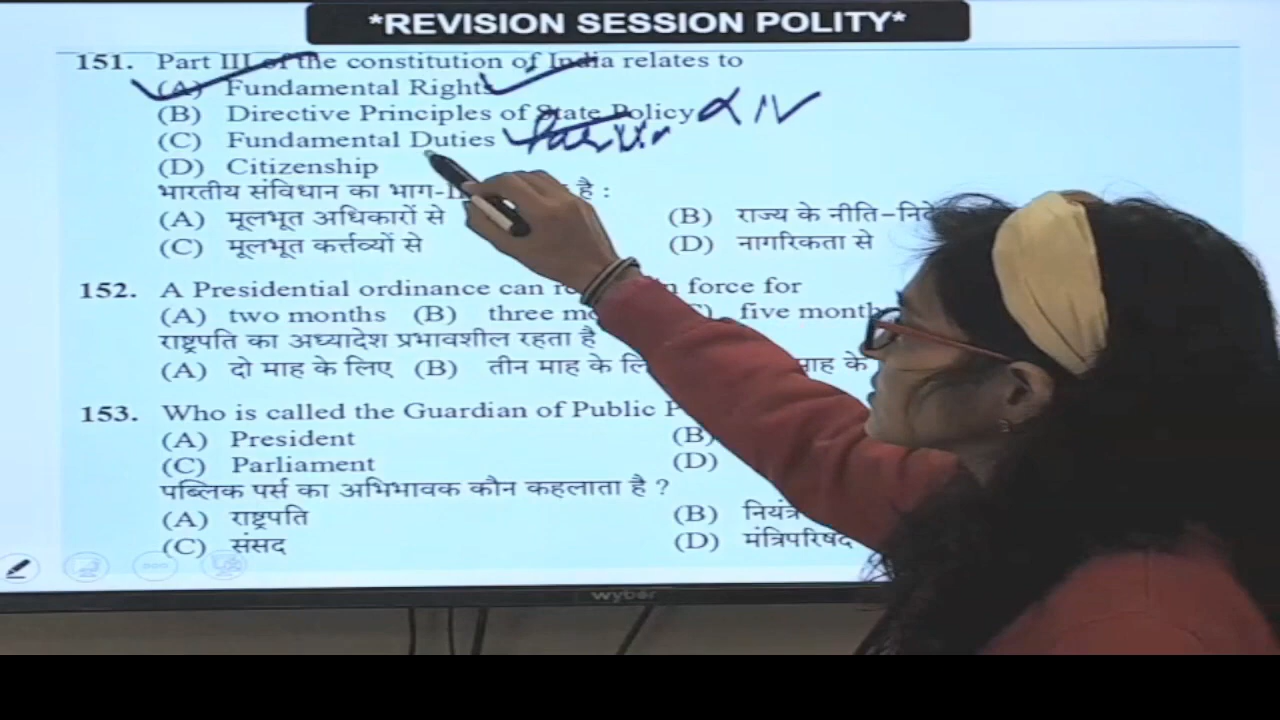 *REVISION SESSION POLITY*
151. Part III of the constitution of India relates to
(A) Fundamental Rights
(B) Directive Principles of State Policy IV
(C) Fundamental Duties
(D) Citizenship
भारतीय संविधान का भाग-II है :
(A) मूलभूत अधिकारों से (B) राज्य के नीति-निदे
(C) मूलभूत कर्त्तव्यों से (D) नागरिकता से
152. A Presidential ordinance can force for
(A) two months (B) three mo five month
राष्ट्रपति का अध्यादेश प्रभावशील रहता है
(A) दो माह के लिए (B) तीन माह के लि माह के
153. Who is called the Guardian of Public P
(A) President (B)
(C) Parliament (D)
पब्लिक पर्स का अभिभावक कौन कहलाता है ?
(A) राष्ट्रपति (B) नियंत्र
(C) संसद (D) मंत्रिपरिषद
wybor